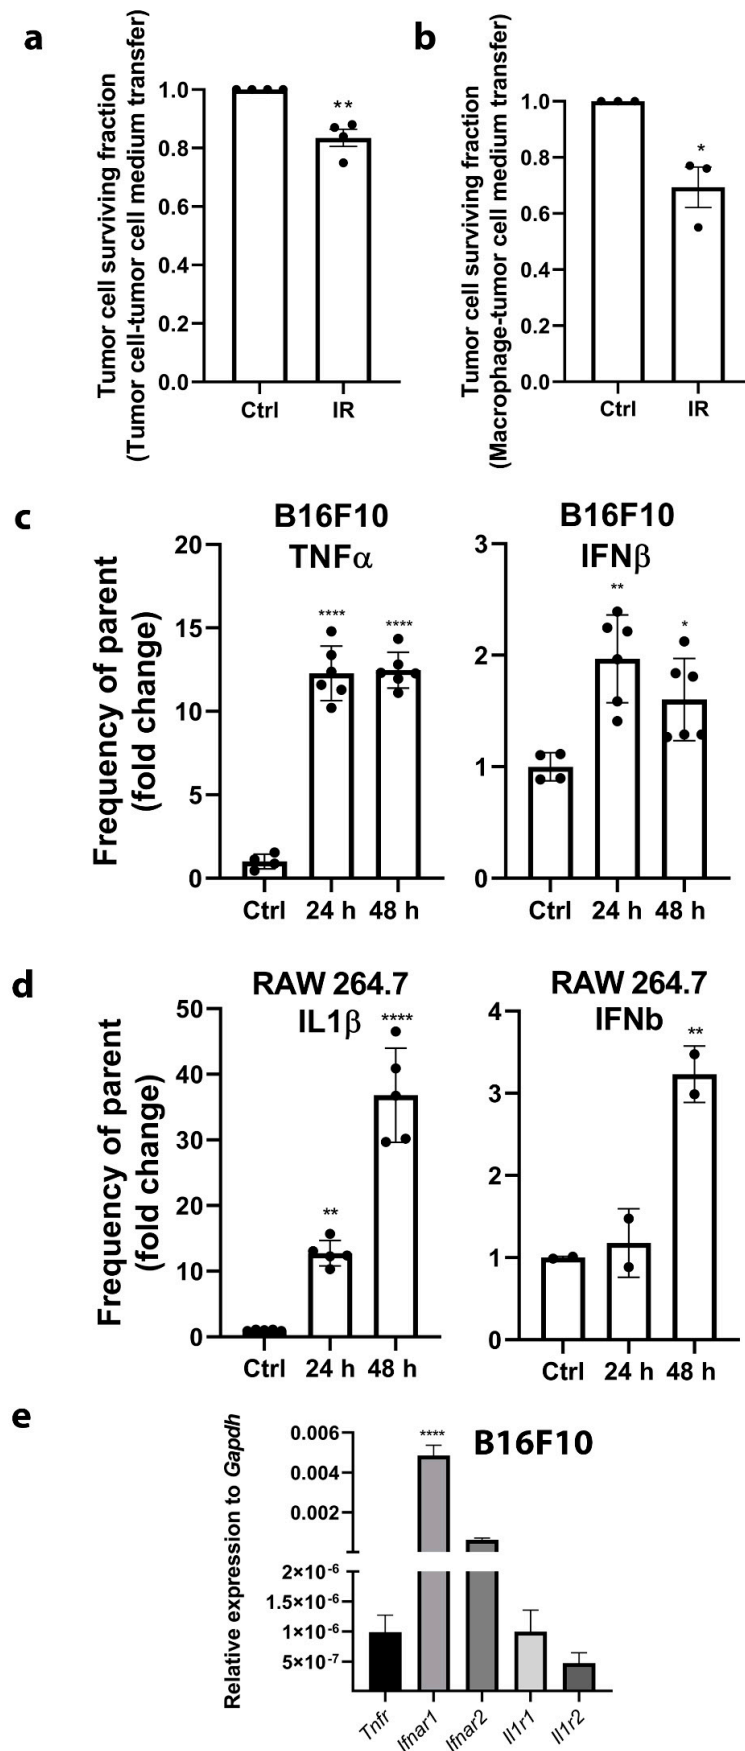 a
Tumor cell surviving fraction
(Tumor cell-tumor cell medium transfer)
1.0
0.8
0.6
0.4
0.2
0.0
**
Ctrl IR
b
Tumor cell surviving fraction
(Macrophage-tumor cell medium transfer)
1.0
0.8
0.6
0.4
0.2
0.0
*
Ctrl IR
c
Frequency of parent
(fold change)
B16F10
TNFα
20
15
10
5
0
**** ****
Ctrl 24 h 48 h
B16F10
IFNβ
3
2
1
0
** *
Ctrl 24 h 48 h
d
Frequency of parent
(fold change)
RAW 264.7
IL1β
50
40
30
20
10
0
** ****
Ctrl 24 h 48 h
RAW 264.7
IFNb
4
3
2
1
0
**
Ctrl 24 h 48 h
e
Relative expression to Gapdh
B16F10
0.006
0.004
0.002
2×10-6
1.5×10-6
1×10-6
5×10-7
****
Tnfr Ifnar1 Ifnar2 Il1r1 Il1r2